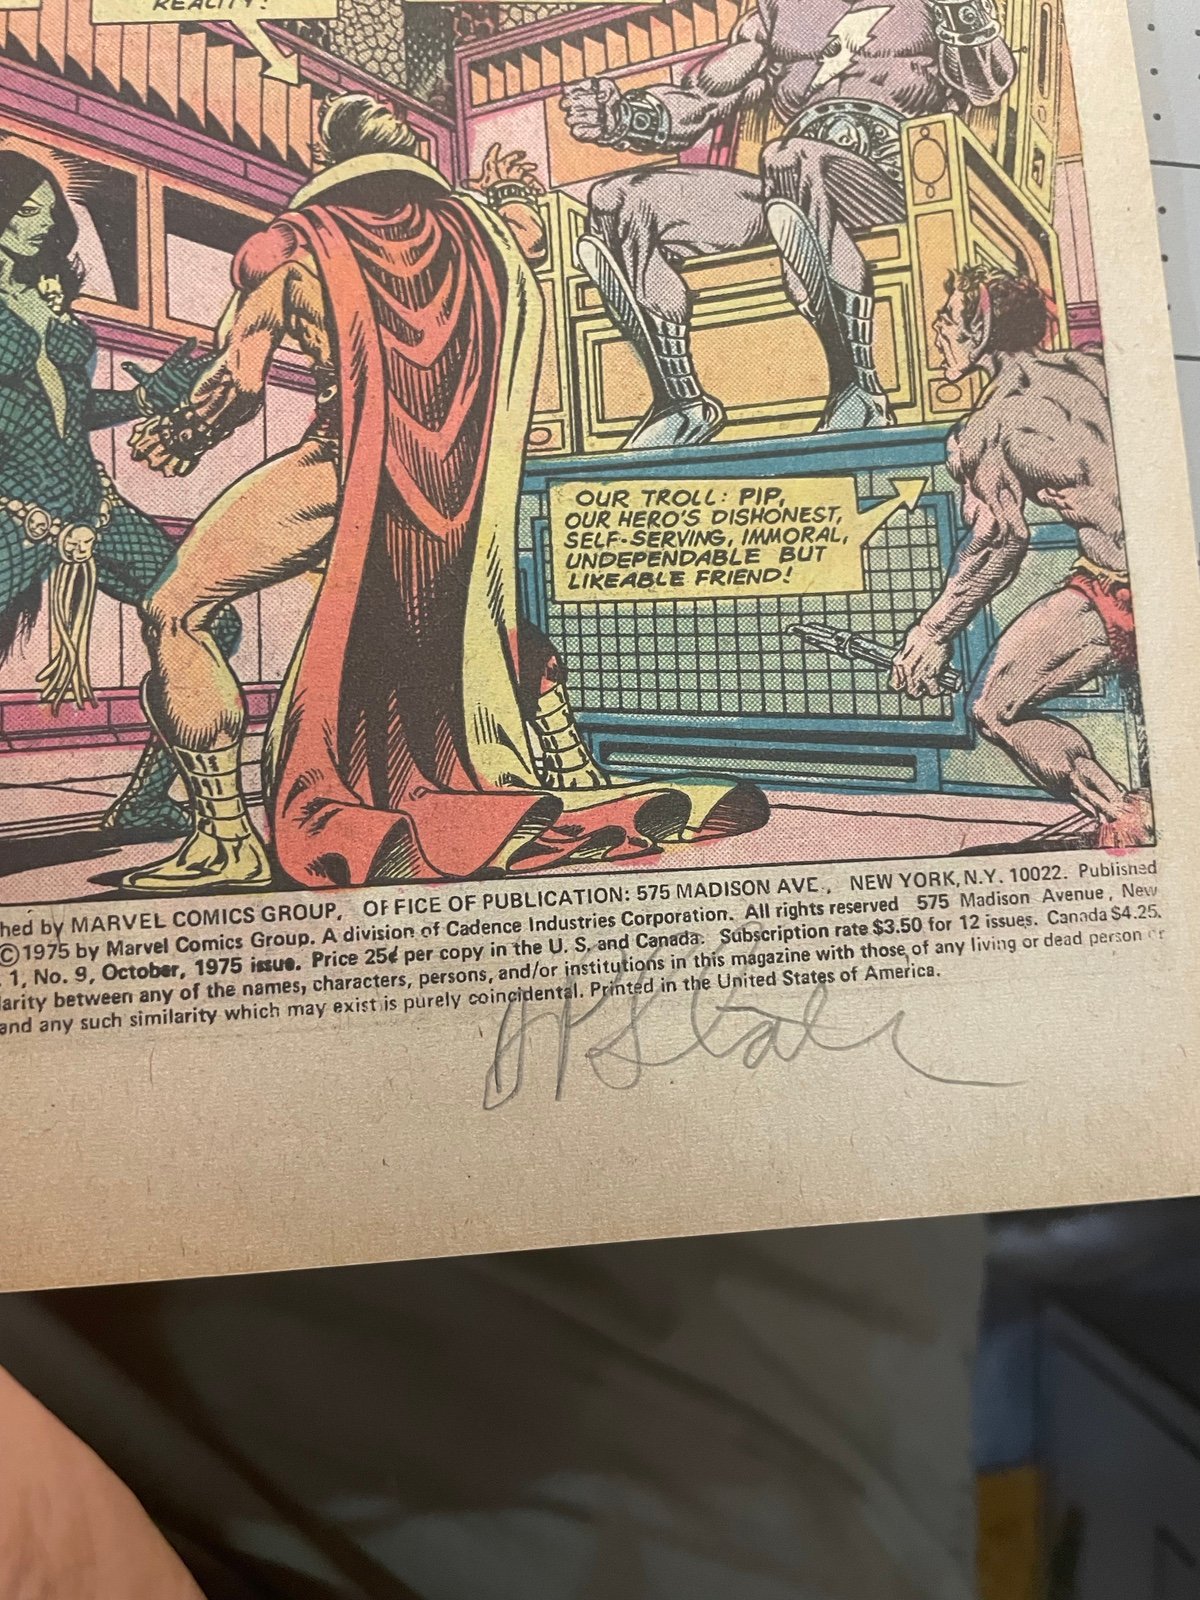 REALITY!
OUR TROLL: PIP,
OUR HERO'S DISHONEST,
SELF-SERVING, IMMORAL,
UNDEPENDABLE BUT
LIKEABLE FRIEND!
hed by MARVEL COMICS GROUP, OFFICE OF PUBLICATION: 575 MADISON AVE., NEW YORK, N.Y. 10022. Published
©1975 by Marvel Comics Group. A division of Cadence Industries Corporation. All rights reserved 575 Madison Avenue, New
. 1, No. 9, October, 1975 issue. Price 25¢ per copy in the U. S. and Canada. Subscription rate $3.50 for 12 issues. Canada $4.25.
larity between any of the names, characters, persons, and/or institutions in this magazine with those of any living or dead person or
and any such similarity which may exist is purely coincidental. Printed in the United States of America.